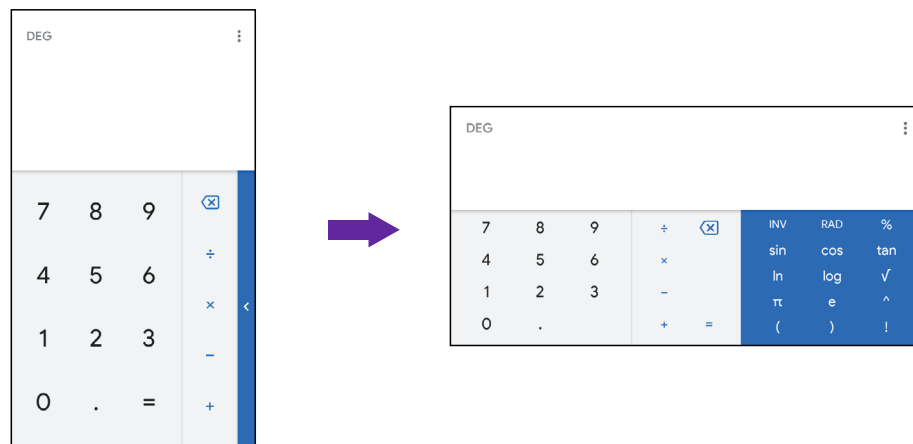 DEG
7 8 9
÷
4 5 6
×
1 2 3
−
0 . =
+
DEG
7 8 9 ÷
4 5 6 ×
1 2 3 −
0 . + =
INV RAD %
sin cos tan
ln log √
π e ^
( ) !